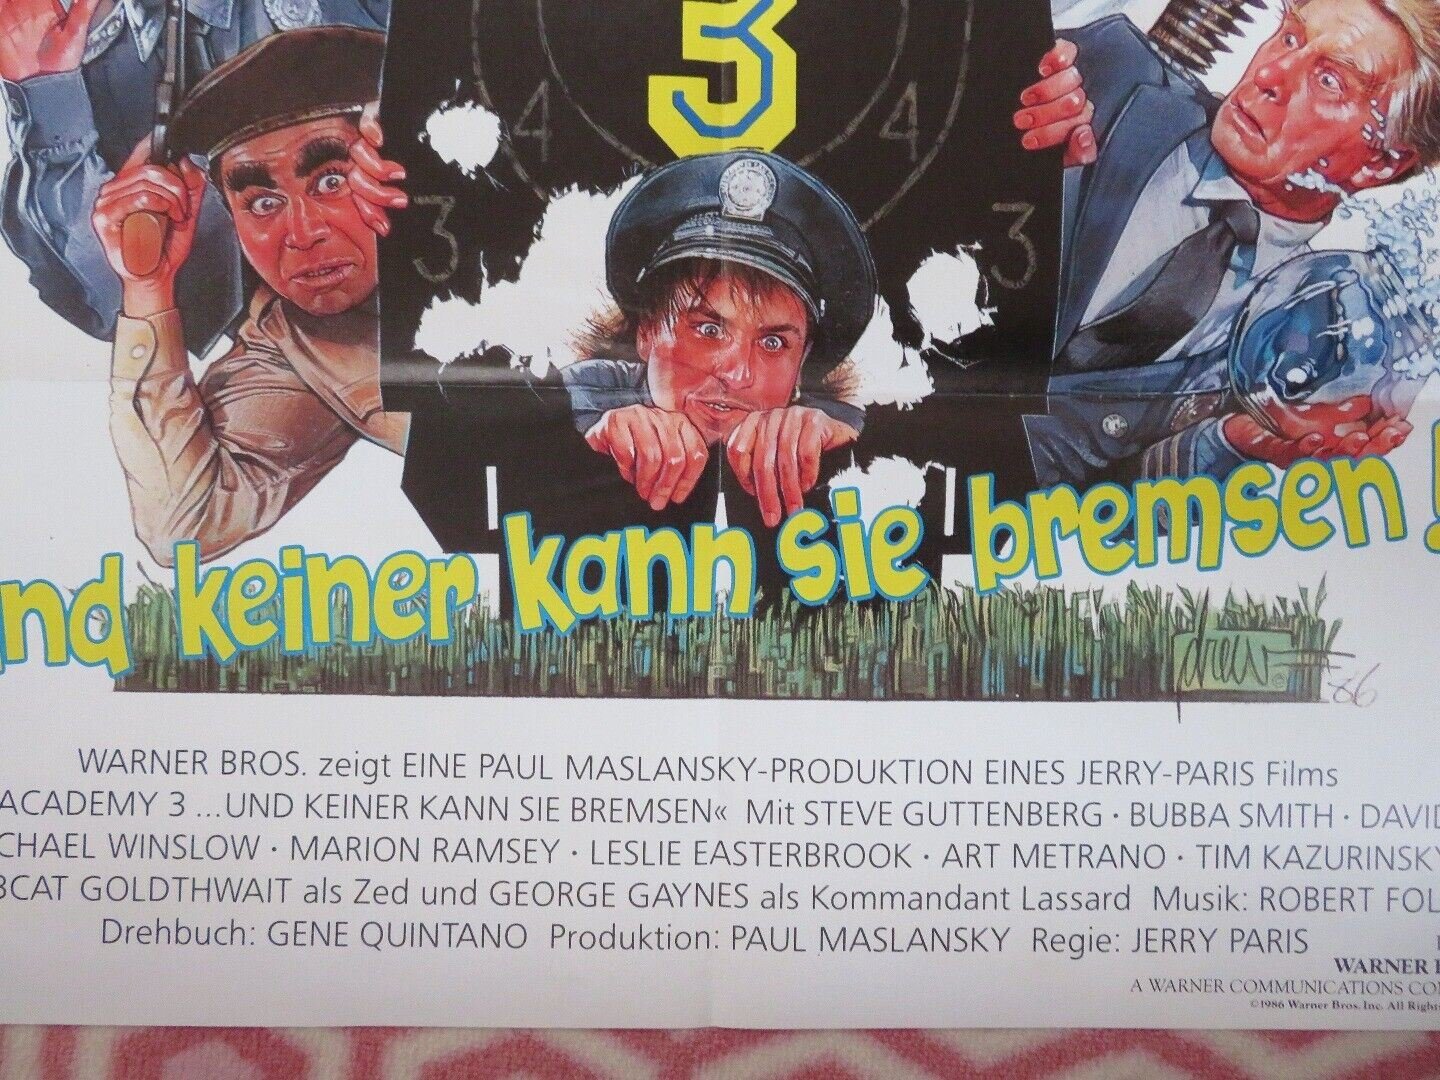 3
4 4
3 3
und keiner kann sie bremsen!
drew © -86
WARNER BROS. zeigt EINE PAUL MASLANSKY-PRODUKTION EINES JERRY-PARIS Films
ACADEMY 3 ...UND KEINER KANN SIE BREMSEN« Mit STEVE GUTTENBERG · BUBBA SMITH · DAVID
CHAEL WINSLOW · MARION RAMSEY · LESLIE EASTERBROOK · ART METRANO · TIM KAZURINSKY
BCAT GOLDTHWAIT als Zed und GEORGE GAYNES als Kommandant Lassard Musik: ROBERT FOL
Drehbuch: GENE QUINTANO Produktion: PAUL MASLANSKY Regie: JERRY PARIS
WARNER
A WARNER COMMUNICATIONS CO
©1986 Warner Bros. Inc. All Rights